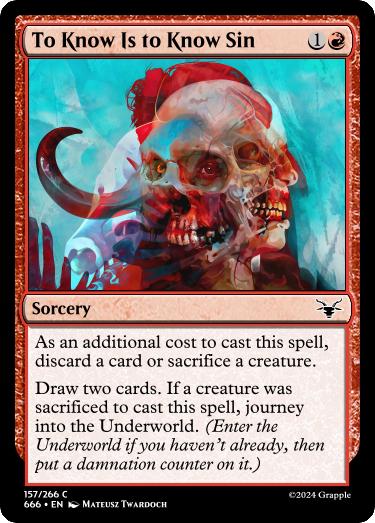 To Know Is to Know Sin 1
Sorcery
As an additional cost to cast this spell,
discard a card or sacrifice a creature.
Draw two cards. If a creature was
sacrificed to cast this spell, journey
into the Underworld. (Enter the
Underworld if you haven't already, then
put a damnation counter on it.)
157/266 C
666 • EN Mateusz Twardoch
©2024 Grapple